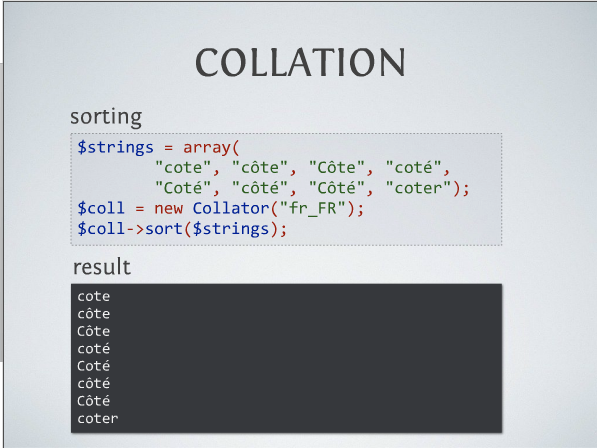 COLLATION
sorting
$strings = array(
"cote", "côte", "Côte", "coté",
"Coté", "côté", "Côté", "coter");
$coll = new Collator("fr_FR");
$coll->sort($strings);
result
cote
côte
Côte
coté
Coté
côté
Côté
coter